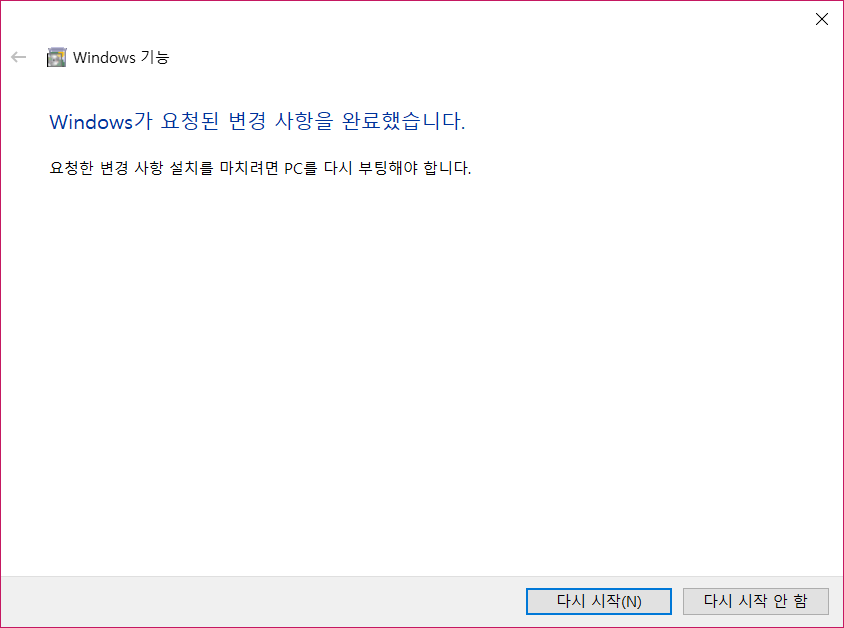 Windows 기능
Windows가 요청된 변경 사항을 완료했습니다.
요청한 변경 사항 설치를 마치려면 PC를 다시 부팅해야 합니다.
다시 시작(N)
다시 시작 안 함